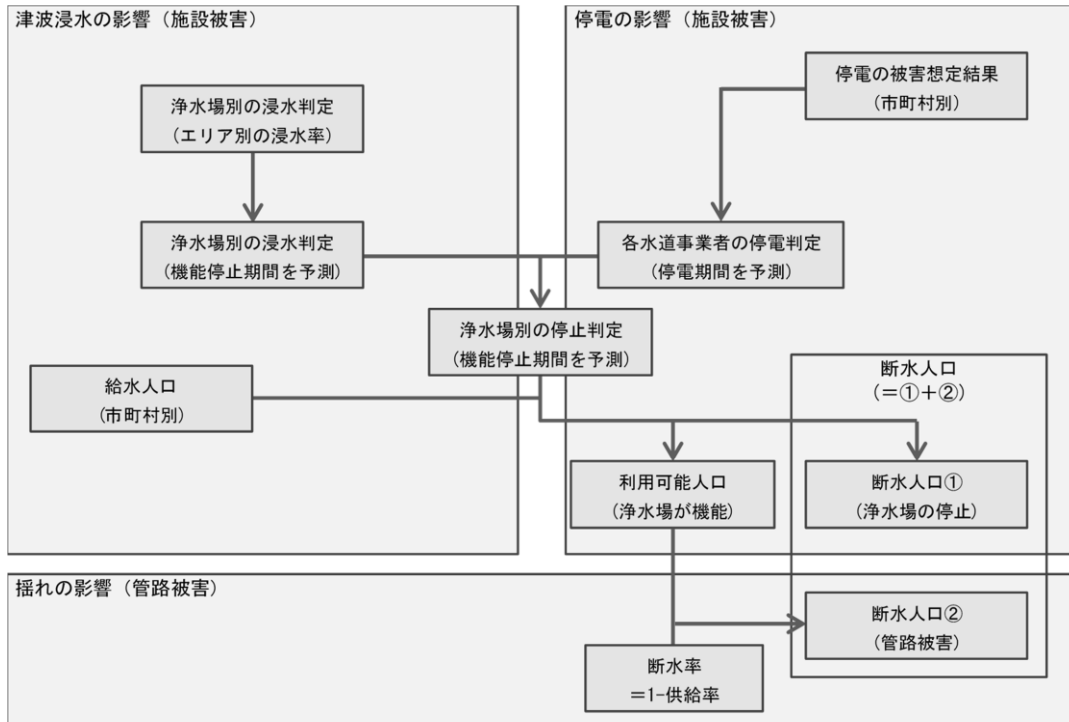 津波浸水の影響（施設被害）
浄水場別の浸水判定
（エリア別の浸水率）
浄水場別の浸水判定
（機能停止期間を予測）
停電の影響（施設被害）
停電の被害想定結果
（市町村別）
各水道事業者の停電判定
（停電期間を予測）
浄水場別の停止判定
（機能停止期間を予測）
給水人口
（市町村別）
断水人口
（＝①＋②）
利用可能人口
（浄水場が機能）
断水人口①
（浄水場の停止）
揺れの影響（管路被害）
断水人口②
（管路被害）
断水率
＝1-供給率